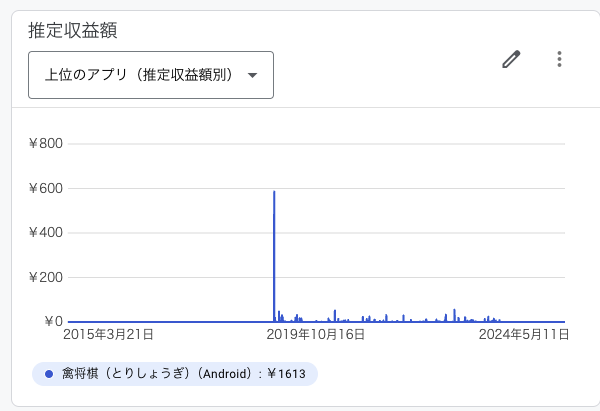 推定収益額
上位のアプリ（推定収益額別）
￥800
￥600
￥400
￥200
￥0
2015年3月21日
2019年10月16日
2024年5月11日
禽将棋（とりしょうぎ）（Android）: ￥1613